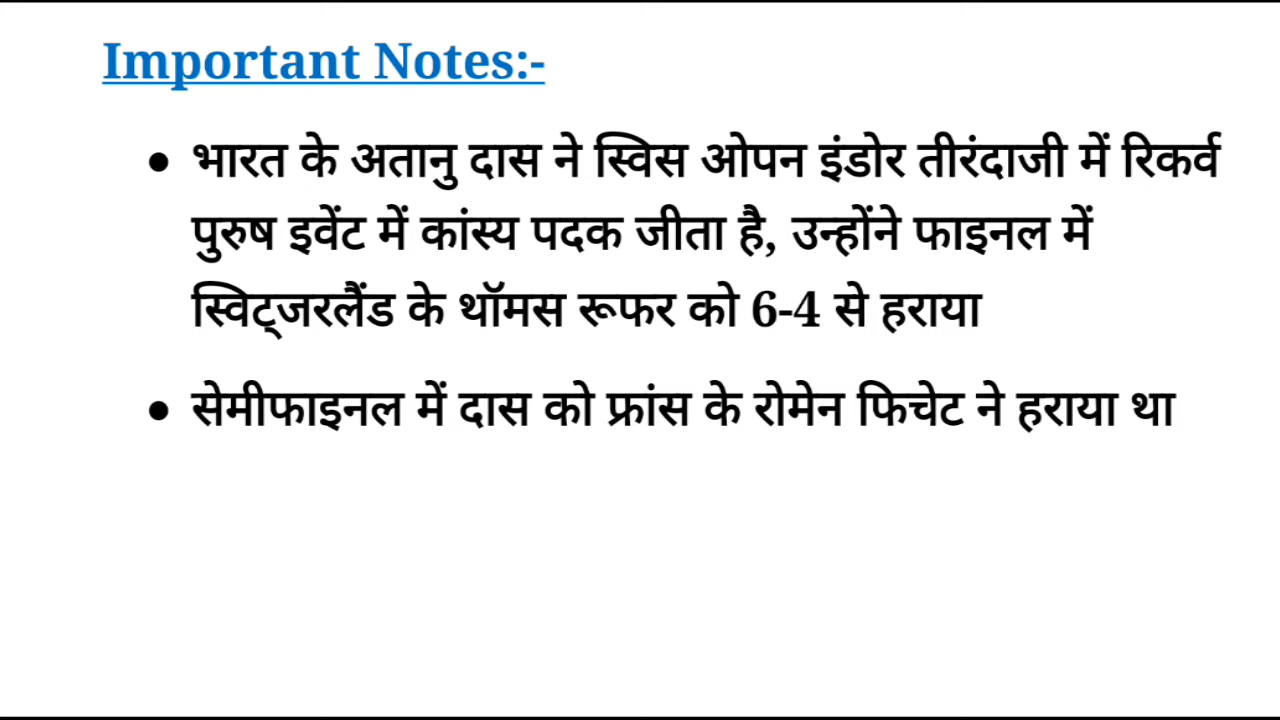 Important Notes:-
• भारत के अतानु दास ने स्विस ओपन इंडोर तीरंदाजी में रिकर्व
पुरुष इवेंट में कांस्य पदक जीता है, उन्होंने फाइनल में
स्विट्जरलैंड के थॉमस रूफर को 6-4 से हराया
• सेमीफाइनल में दास को फ्रांस के रोमेन फिचेट ने हराया था